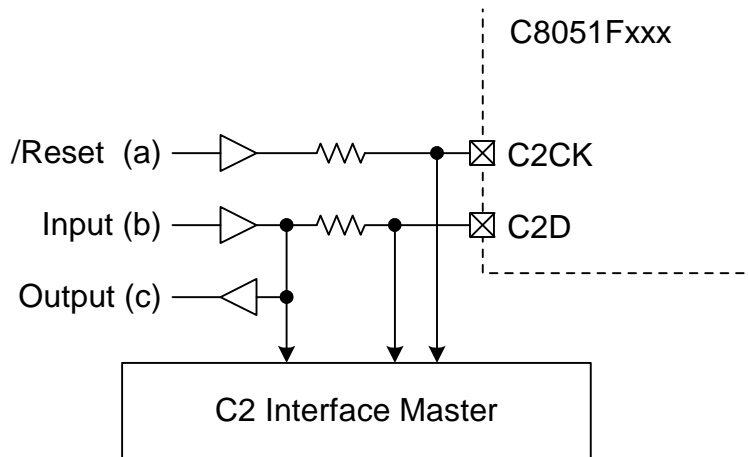 C8051Fxxx
/Reset (a)
C2CK
Input (b)
C2D
Output (c)
C2 Interface Master